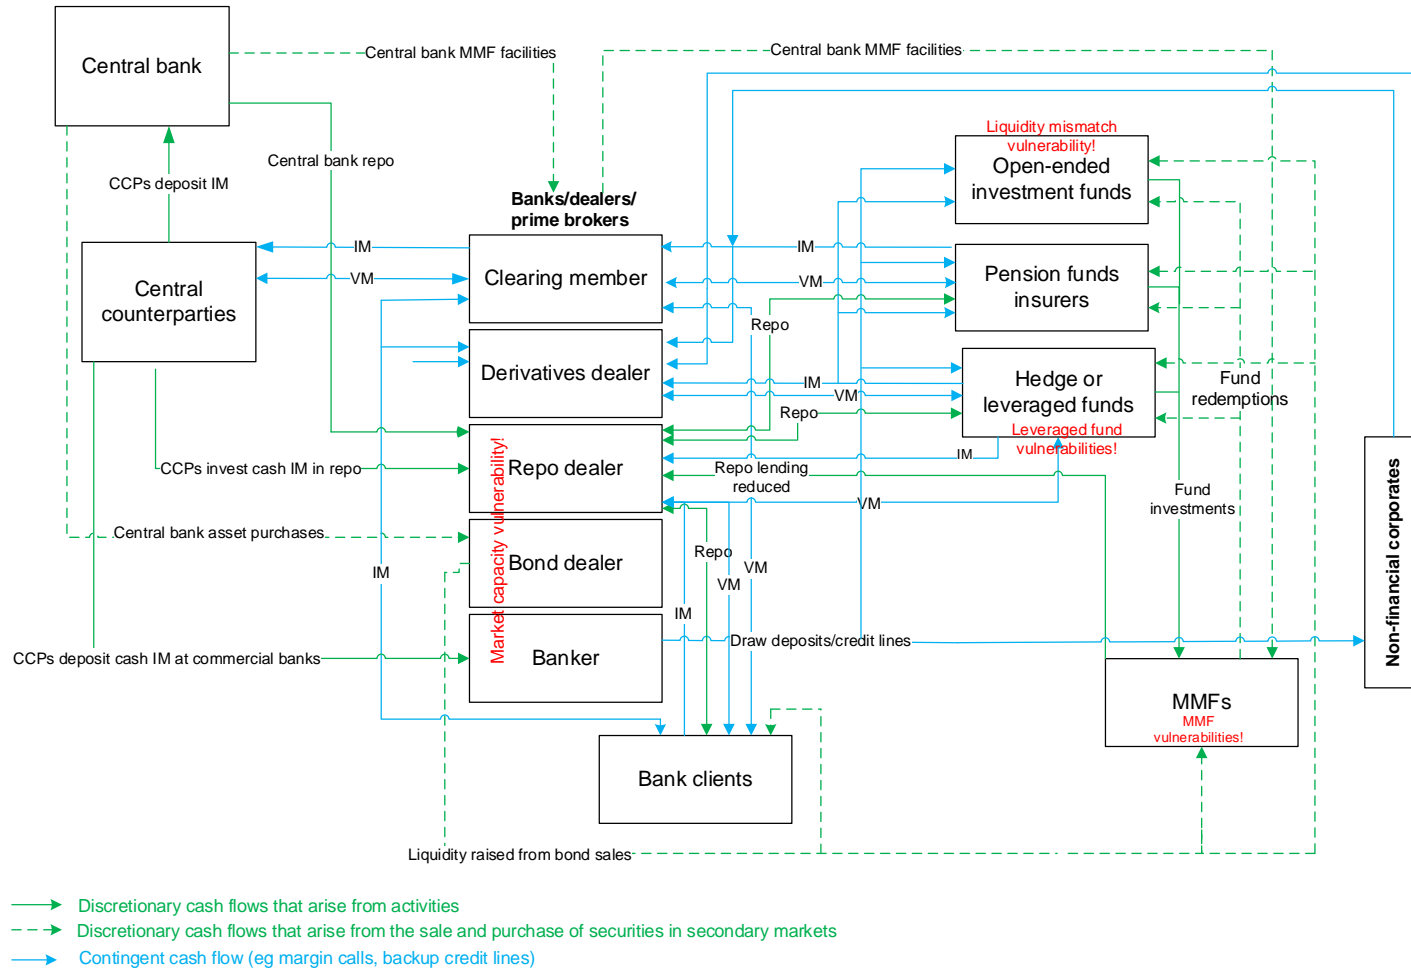 Central bank
Central bank MMF facilities
Central bank MMF facilities
Central bank repo
CCPs deposit IM
Banks/dealers/
prime brokers
Liquidity mismatch
vulnerability!
Open-ended
investment funds
Central
counterparties
IM
VM
Clearing member
IM
VM
Pension funds
insurers
Repo
Derivatives dealer
IM
VM
Hedge or
leveraged funds
Leveraged fund
vulnerabilities!
Fund
redemptions
Repo
CCPs invest cash IM in repo
Repo dealer
Market capacity vulnerability!
Repo lending
reduced
IM
VM
Fund
investments
Non-financial corporates
Central bank asset purchases
Bond dealer
IM
Repo
VM
VM
IM
CCPs deposit cash IM at commercial banks
Banker
Draw deposits/credit lines
MMFs
MMF
vulnerabilities!
Bank clients
Liquidity raised from bond sales
Discretionary cash flows that arise from activities
Discretionary cash flows that arise from the sale and purchase of securities in secondary markets
Contingent cash flow (eg margin calls, backup credit lines)